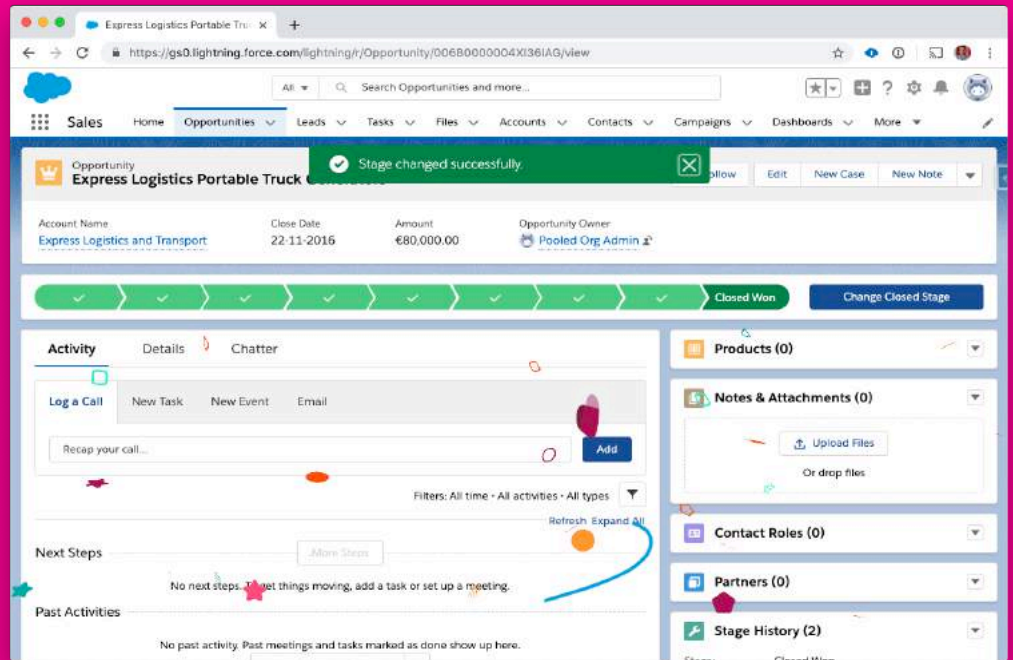 Express Logistics Portable Tru
https://gs0.lightning.force.com/lightning/r/Opportunity/0068000004XI36IAG/view
All
Search Opportunities and more...
Sales Home Opportunities Leads Tasks Files Accounts Contacts Campaigns Dashboards More
Stage changed successfully.
Opportunity
Express Logistics Portable Truck
Edit New Case New Note
Account Name Close Date Amount Opportunity Owner
Express Logistics and Transport 22-11-2016 €80,000.00 Pooled Org Admin
Closed Won Change Closed Stage
Activity Details Chatter
Log a Call New Task New Event Email
Recap your call...
Add
Filters: All time • All activities • All types
Refresh Expand All
Next Steps More Steps
No next steps. To get things moving, add a task or set up a meeting.
Past Activities
No past activity. Past meetings and tasks marked as done show up here.
Products (0)
Notes & Attachments (0)
Upload Files
Or drop files
Contact Roles (0)
Partners (0)
Stage History (2)
Stage: Closed Won